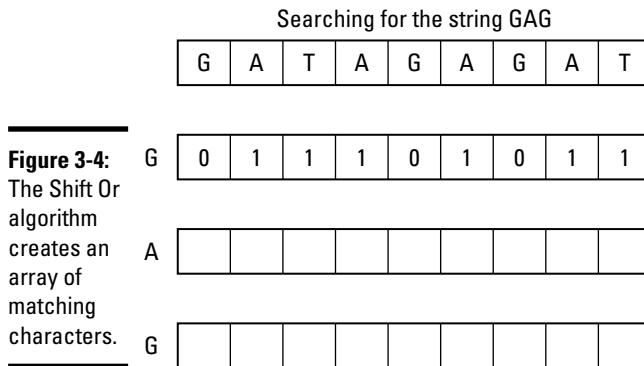 Searching for the string GAG
G A T A G A G A T
Figure 3-4:
The Shift Or
algorithm
creates an
array of
matching
characters.
G 0 1 1 1 0 1 0 1 1
A
G